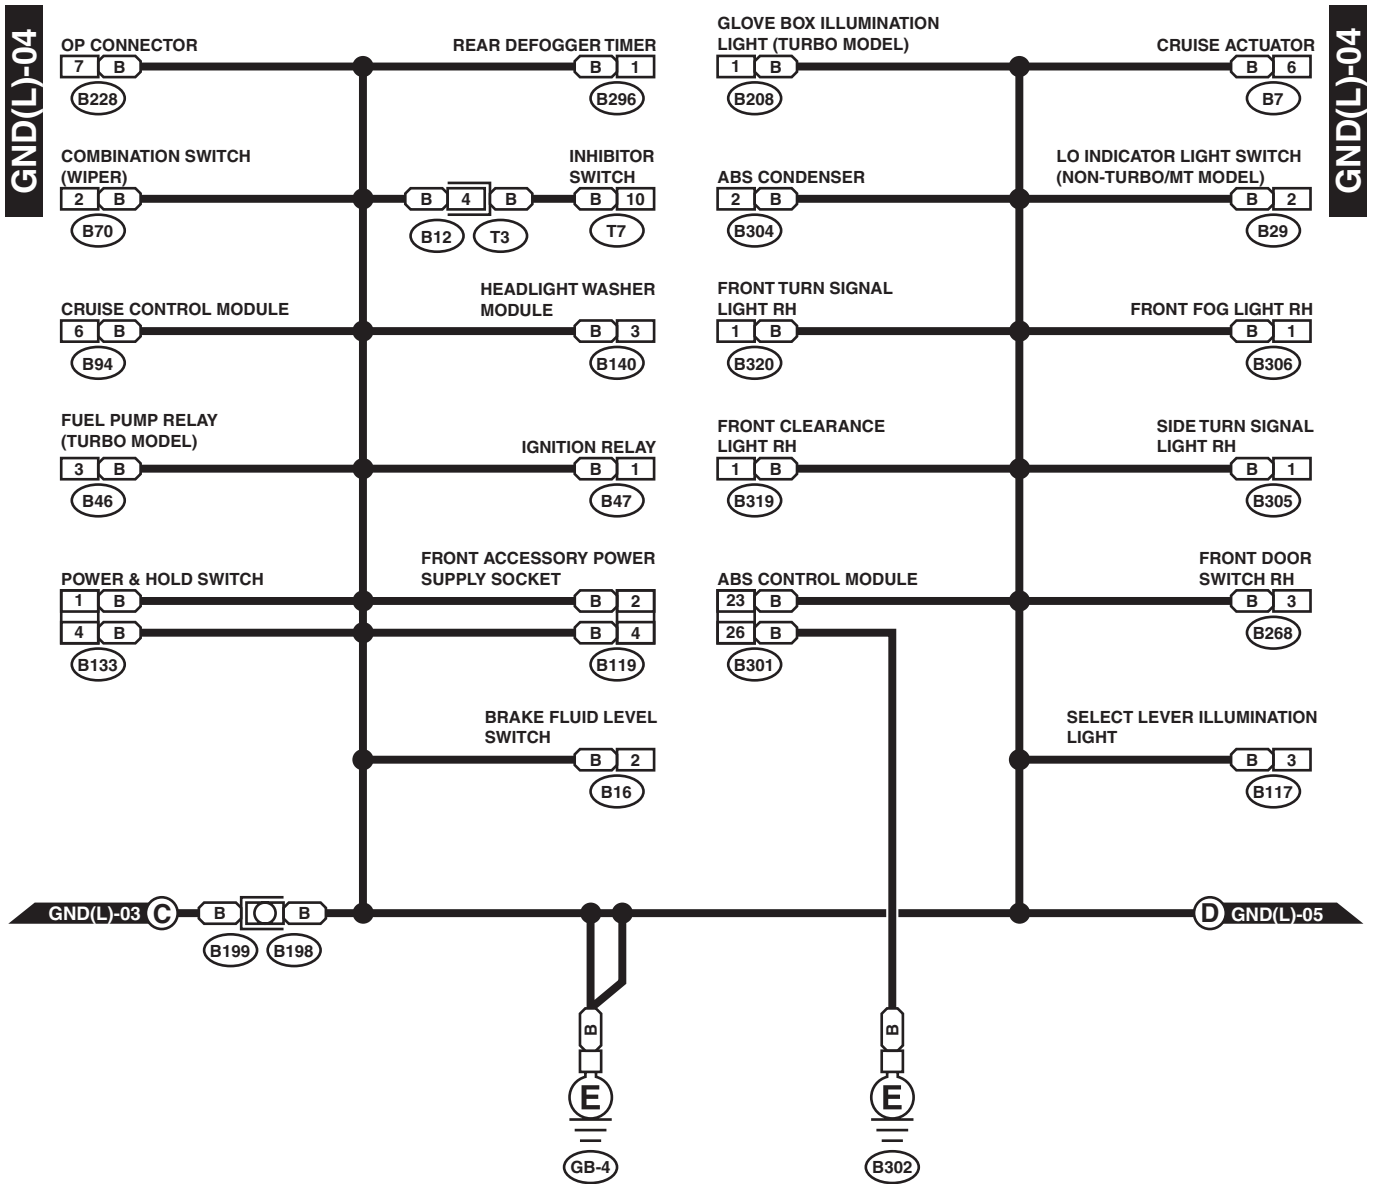 GND(L)-04
GND(L)-04
OP CONNECTOR
7 B
B228
REAR DEFOGGER TIMER
B 1
B296
COMBINATION SWITCH
(WIPER)
2 B
B70
B 4 B
B12 T3
INHIBITOR
SWITCH
B 10
T7
CRUISE CONTROL MODULE
6 B
B94
HEADLIGHT WASHER
MODULE
B 3
B140
FUEL PUMP RELAY
(TURBO MODEL)
3 B
B46
IGNITION RELAY
B 1
B47
POWER & HOLD SWITCH
1 B
4 B
B133
FRONT ACCESSORY POWER
SUPPLY SOCKET
B 2
B 4
B119
BRAKE FLUID LEVEL
SWITCH
B 2
B16
GLOVE BOX ILLUMINATION
LIGHT (TURBO MODEL)
1 B
B208
CRUISE ACTUATOR
B 6
B7
ABS CONDENSER
2 B
B304
LO INDICATOR LIGHT SWITCH
(NON-TURBO/MT MODEL)
B 2
B29
FRONT TURN SIGNAL
LIGHT RH
1 B
B320
FRONT FOG LIGHT RH
B 1
B306
FRONT CLEARANCE
LIGHT RH
1 B
B319
SIDE TURN SIGNAL
LIGHT RH
B 1
B305
ABS CONTROL MODULE
23 B
26 B
B301
FRONT DOOR
SWITCH RH
B 3
B268
SELECT LEVER ILLUMINATION
LIGHT
B 3
B117
GND(L)-03 C B B
B199 B198
D GND(L)-05
B
E
GB-4
B
E
B302